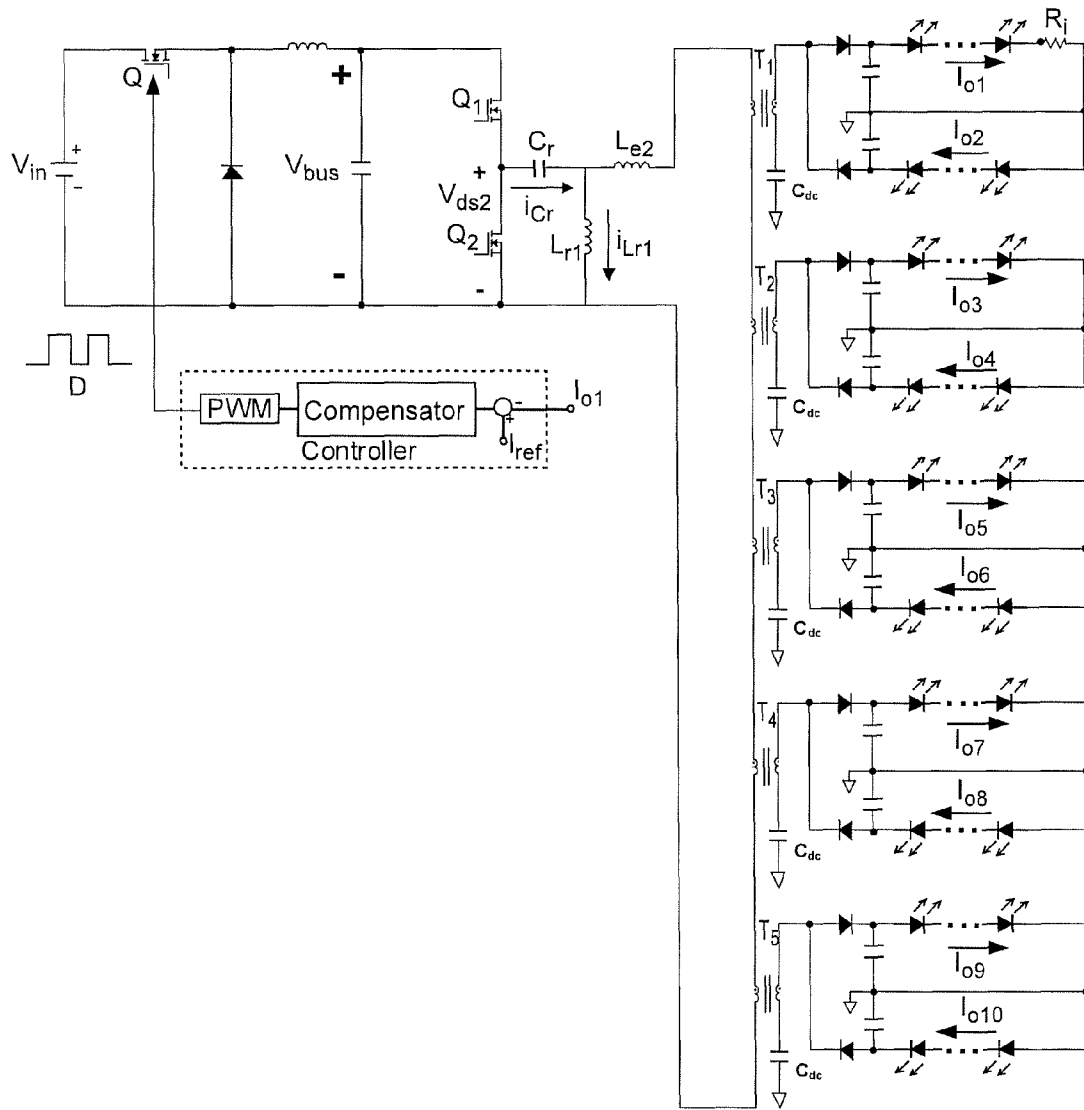 Q
+
V_in
-
+
V_bus
-
Q_1
C_r
L_e2
+
V_ds2
i_Cr
Q_2
L_r1
i_Lr1
-
D
PWM
Compensator
-
+
I_o1
I_ref
Controller
T_1
R_i
I_o1
I_o2
C_dc
T_2
I_o3
I_o4
C_dc
T_3
I_o5
I_o6
C_dc
T_4
I_o7
I_o8
C_dc
T_5
I_o9
I_o10
C_dc